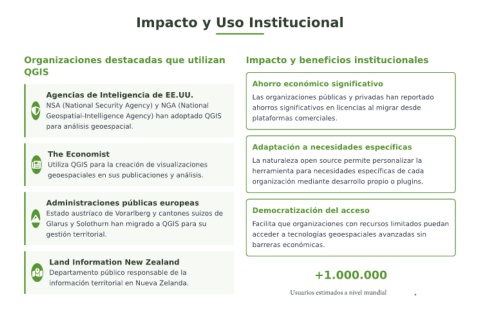 Impacto y Uso Institucional
Organizaciones destacadas que utilizan
QGIS
Agencias de Inteligencia de EE.UU.
NSA (National Security Agency) y NGA (National
Geospatial-Intelligence Agency) han adoptado QGIS
para análisis geoespacial.
The Economist
Utiliza QGIS para la creación de visualizaciones
geoespaciales en sus publicaciones y análisis.
Administraciones públicas europeas
Estado austríaco de Vorarlberg y cantones suizos de
Glarus y Solothurn han migrado a QGIS para su
gestión territorial.
Land Information New Zealand
Departamento público responsable de la
información territorial en Nueva Zelanda.
Impacto y beneficios institucionales
Ahorro económico significativo
Las organizaciones públicas y privadas han reportado
ahorros significativos en licencias al migrar desde
plataformas comerciales.
Adaptación a necesidades específicas
La naturaleza open source permite personalizar la
herramienta para necesidades específicas de cada
organización mediante desarrollo propio o plugins.
Democratización del acceso
Facilita que organizaciones con recursos limitados puedan
acceder a tecnologías geoespaciales avanzadas sin
barreras económicas.
+1.000.000
Usuarios estimados a nivel mundial